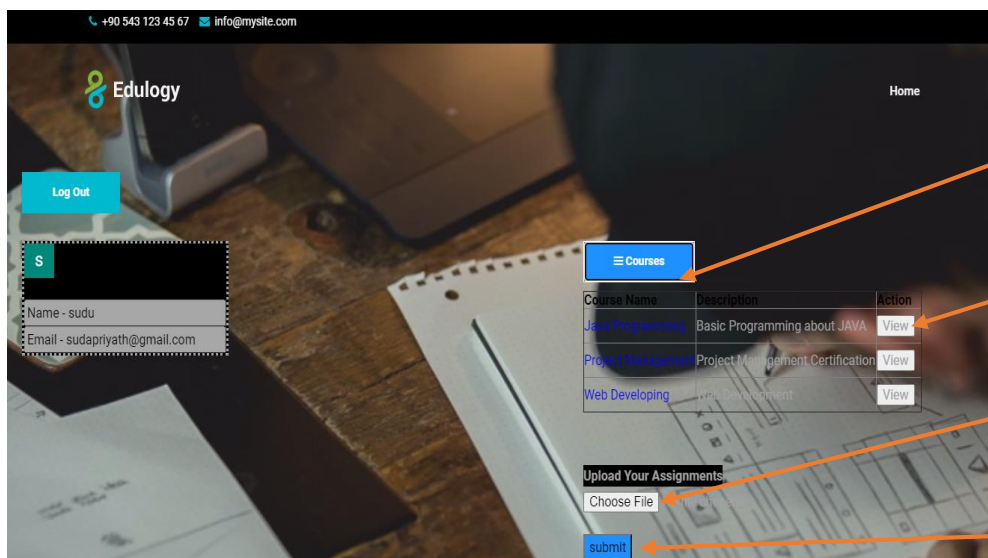 +90 543 123 45 67 info@mysite.com
Edulogy
Home
Log Out
S
Name - sudu
Email - sudapriyath@gmail.com
Courses
Course Name Description Action
Java Programming Basic Programming about JAVA View
Project Management Project Management Certification View
Web Developing Web Development View
Upload Your Assignments
Choose File
submit